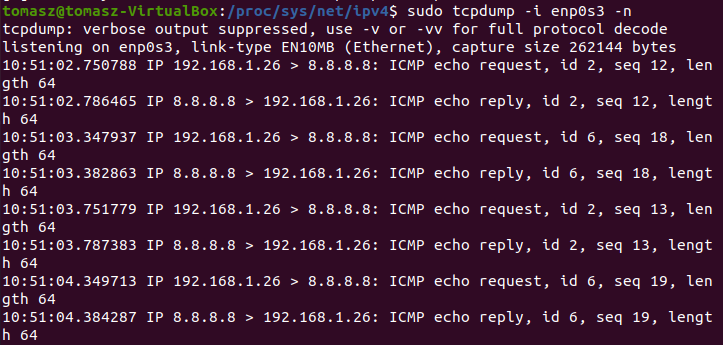 tomasz@tomasz-VirtualBox:/proc/sys/net/ipv4$ sudo tcpdump -i enp0s3 -n
tcpdump: verbose output suppressed, use -v or -vv for full protocol decode
listening on enp0s3, link-type EN10MB (Ethernet), capture size 262144 bytes
10:51:02.750788 IP 192.168.1.26 > 8.8.8.8: ICMP echo request, id 2, seq 12, len
gth 64
10:51:02.786465 IP 8.8.8.8 > 192.168.1.26: ICMP echo reply, id 2, seq 12, lengt
h 64
10:51:03.347937 IP 192.168.1.26 > 8.8.8.8: ICMP echo request, id 6, seq 18, len
gth 64
10:51:03.382863 IP 8.8.8.8 > 192.168.1.26: ICMP echo reply, id 6, seq 18, lengt
h 64
10:51:03.751779 IP 192.168.1.26 > 8.8.8.8: ICMP echo request, id 2, seq 13, len
gth 64
10:51:03.787383 IP 8.8.8.8 > 192.168.1.26: ICMP echo reply, id 2, seq 13, lengt
h 64
10:51:04.349713 IP 192.168.1.26 > 8.8.8.8: ICMP echo request, id 6, seq 19, len
gth 64
10:51:04.384287 IP 8.8.8.8 > 192.168.1.26: ICMP echo reply, id 6, seq 19, lengt
h 64